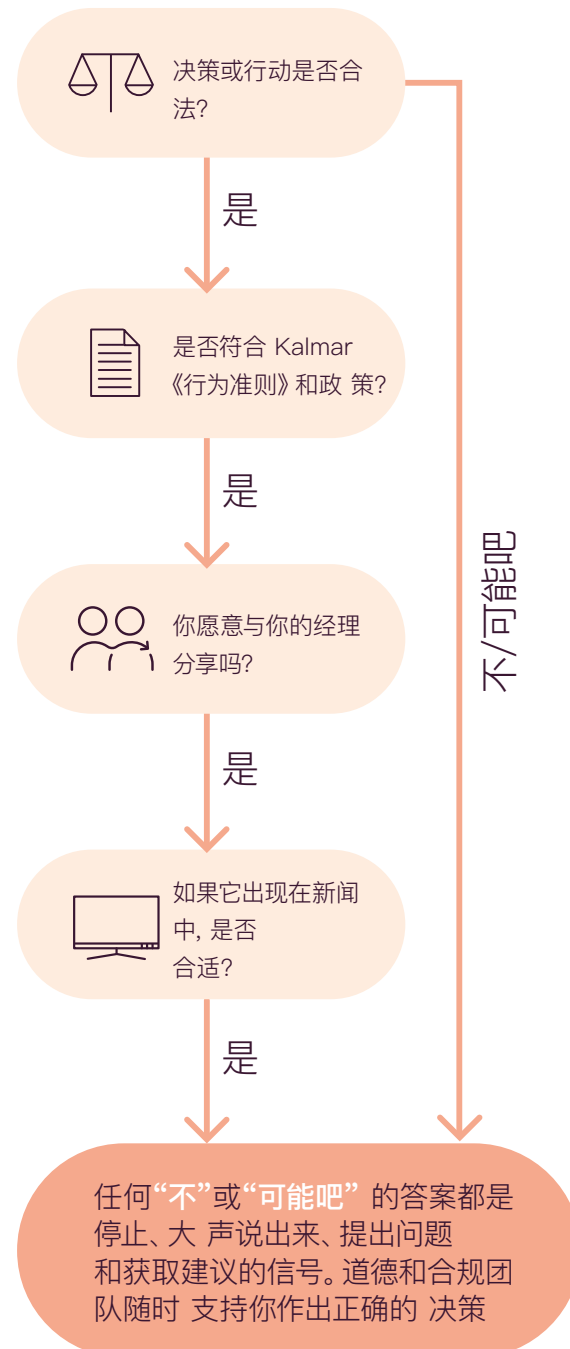 决策或行动是否合
法?
是
是否符合 Kalmar
《行为准则》和政 策?
是
你愿意与你的经理
分享吗?
不/可能吧
是
如果它出现在新闻
中, 是否
合适?
是
任何“不”或“可能吧” 的答案都是
停止、大 声说出来、提出问题
和获取建议的信号。道德和合规团
队随时 支持你作出正确的 决策